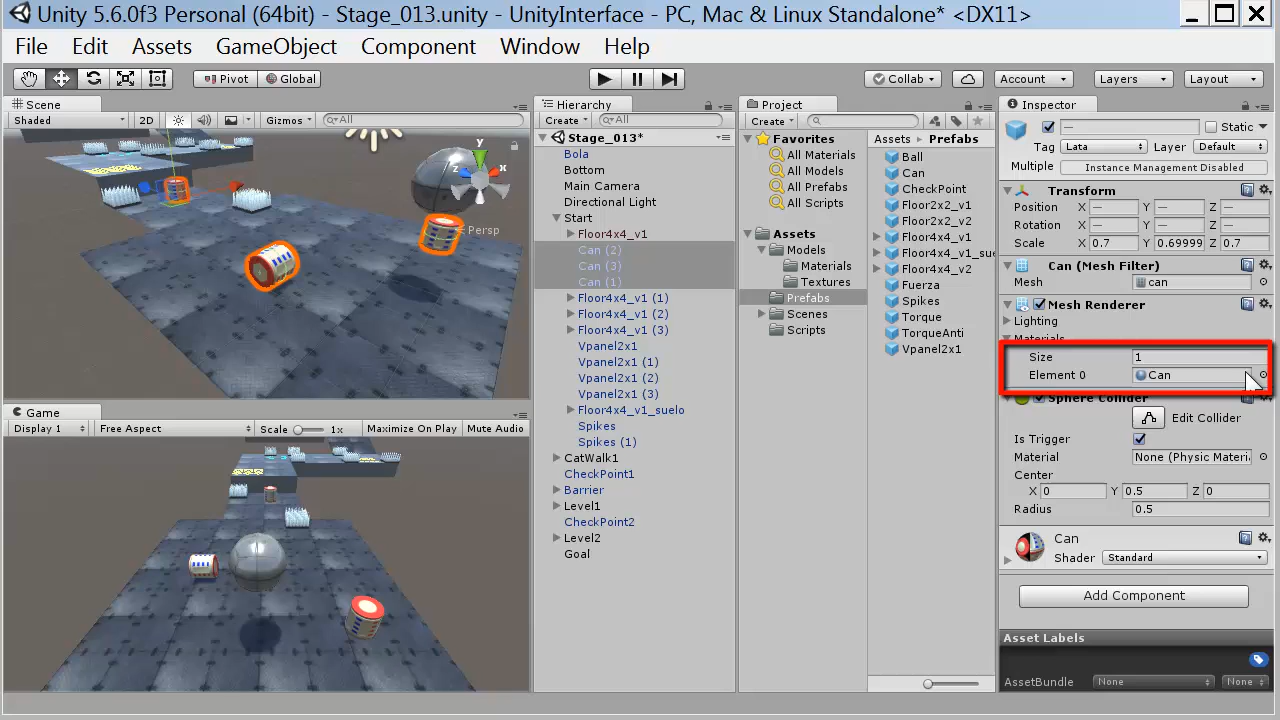 Unity 5.6.0f3 Personal (64bit) - Stage_013.unity - UnityInterface - PC, Mac & Linux Standalone* <DX11>
File Edit Assets GameObject Component Window Help
Pivot Global Collab Account Layers Layout
Scene
Shaded 2D Gizmos All
y
z x
Persp
Game
Display 1 Free Aspect Scale 1x Maximize On Play Mute Audio
Hierarchy
Create All
Stage_013*
Bola
Bottom
Main Camera
Directional Light
Start
Floor4x4_v1
Can (2)
Can (3)
Can (1)
Floor4x4_v1 (1)
Floor4x4_v1 (2)
Floor4x4_v1 (3)
Vpanel2x1
Vpanel2x1 (1)
Vpanel2x1 (2)
Vpanel2x1 (3)
Floor4x4_v1_suelo
Spikes
Spikes (1)
CatWalk1
CheckPoint1
Barrier
Level1
CheckPoint2
Level2
Goal
Project
Create
Favorites
All Materials
All Models
All Prefabs
All Scripts
Assets
Models
Materials
Textures
Prefabs
Scenes
Scripts
Assets Prefabs
Ball
Can
CheckPoint
Floor2x2_v1
Floor2x2_v2
Floor4x4_v1
Floor4x4_v1_sue
Floor4x4_v2
Fuerza
Spikes
Torque
TorqueAnti
Vpanel2x1
Inspector
— Static
Tag Lata Layer Default
Multiple Instance Management Disabled
Transform
Position X — Y — Z —
Rotation X — Y — Z —
Scale X 0.7 Y 0.69999 Z 0.7
Can (Mesh Filter)
Mesh can
Mesh Renderer
Lighting
Materials
Size 1
Element 0 Can
Sphere Collider
Edit Collider
Is Trigger
Material None (Physic Materi
Center
X 0 Y 0.5 Z 0
Radius 0.5
Can
Shader Standard
Add Component
Asset Labels
AssetBundle None None